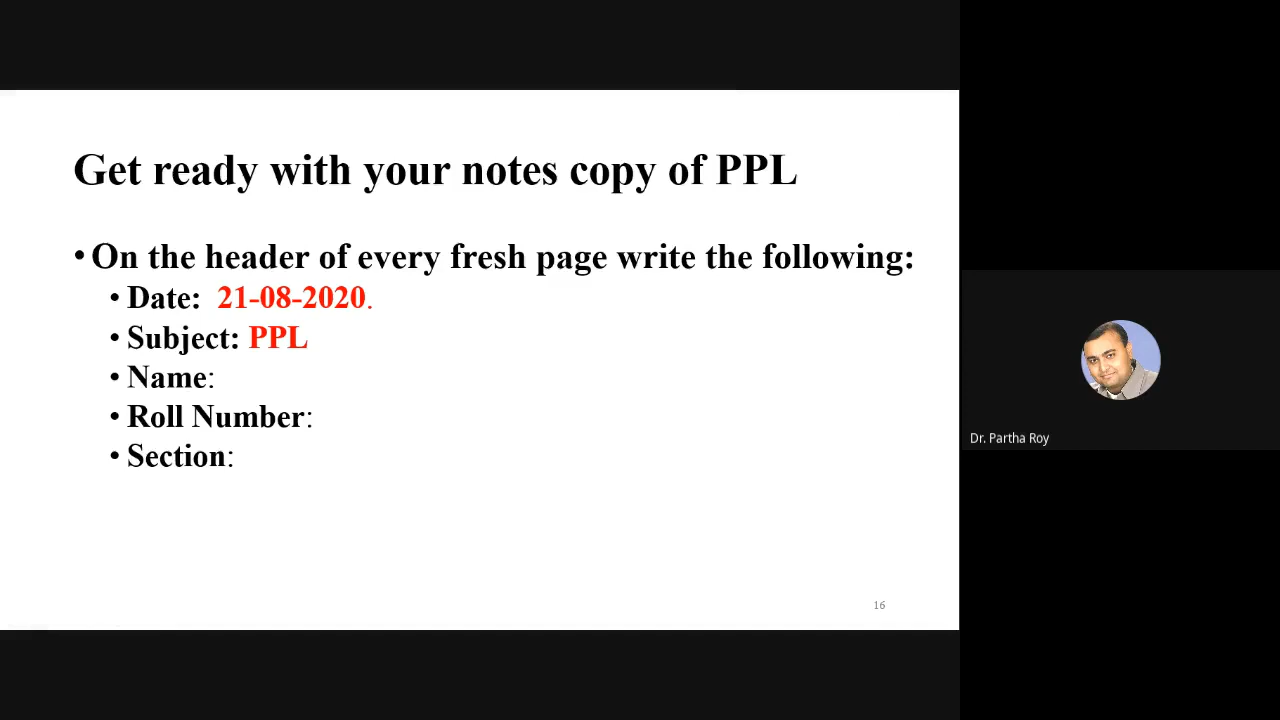 Get ready with your notes copy of PPL
• On the header of every fresh page write the following:
• Date: 21-08-2020.
• Subject: PPL
• Name:
• Roll Number:
• Section:
16
Dr. Partha Roy